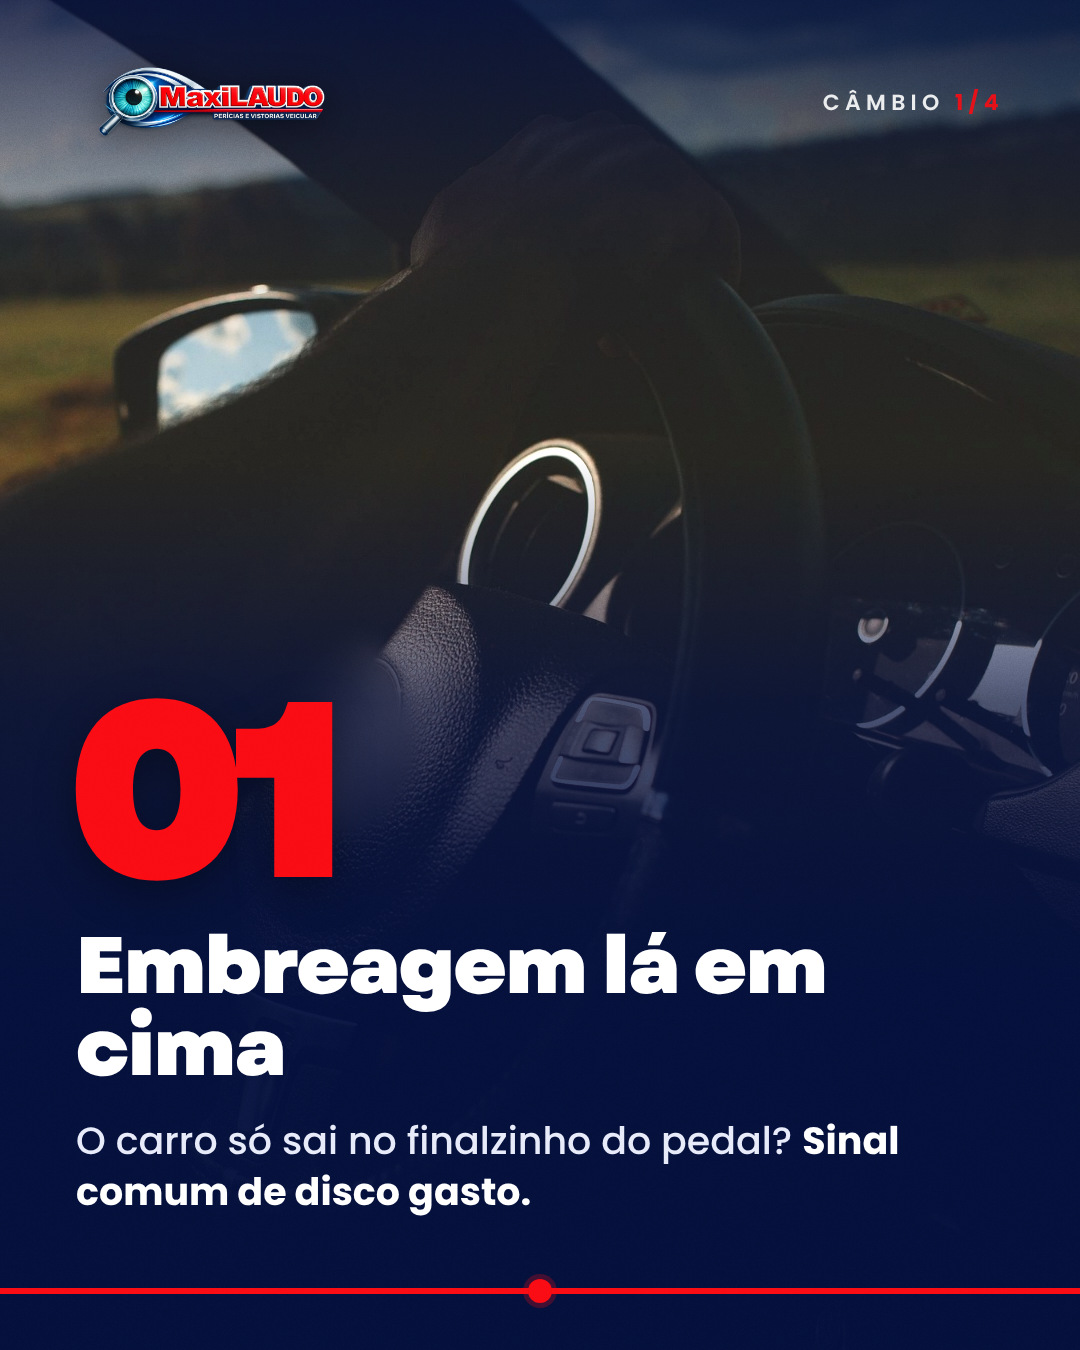 MaxiLAUDO
PERÍCIAS E VISTORIAS VEICULAR
CÂMBIO 1/4
01
Embreagem lá em
cima
O carro só sai no finalzinho do pedal? Sinal
comum de disco gasto.